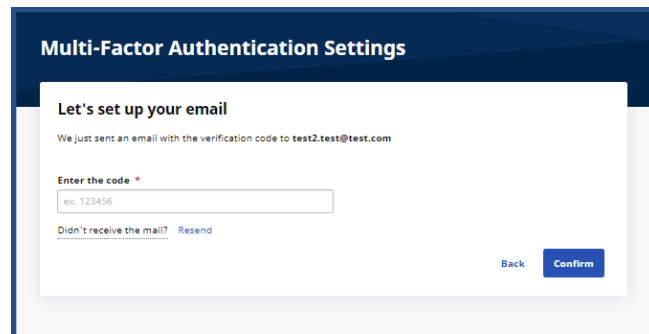 Multi-Factor Authentication Settings
Let's set up your email
We just sent an email with the verification code to test2.test@test.com
Enter the code *
ex. 123456
Didn't receive the mail? Resend
Back Confirm